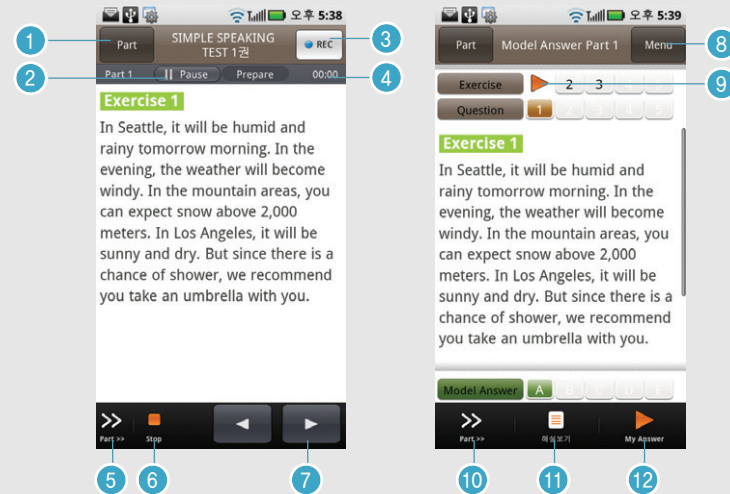 오후 5:38
1 Part SIMPLE SPEAKING REC 3
TEST 1권
2 Part 1 Pause Prepare 00:00 4
Exercise 1
In Seattle, it will be humid and
rainy tomorrow morning. In the
evening, the weather will become
windy. In the mountain areas, you
can expect snow above 2,000
meters. In Los Angeles, it will be
sunny and dry. But since there is a
chance of shower, we recommend
you take an umbrella with you.
Part >> Stop
5 6 7
오후 5:39
Part Model Answer Part 1 Menu 8
Exercise 2 3 4 5 9
Question 1 2 3 4 5
Exercise 1
In Seattle, it will be humid and
rainy tomorrow morning. In the
evening, the weather will become
windy. In the mountain areas, you
can expect snow above 2,000
meters. In Los Angeles, it will be
sunny and dry. But since there is a
chance of shower, we recommend
you take an umbrella with you.
Model Answer A B C D E
Part >> 해설보기 My Answer
10 11 12